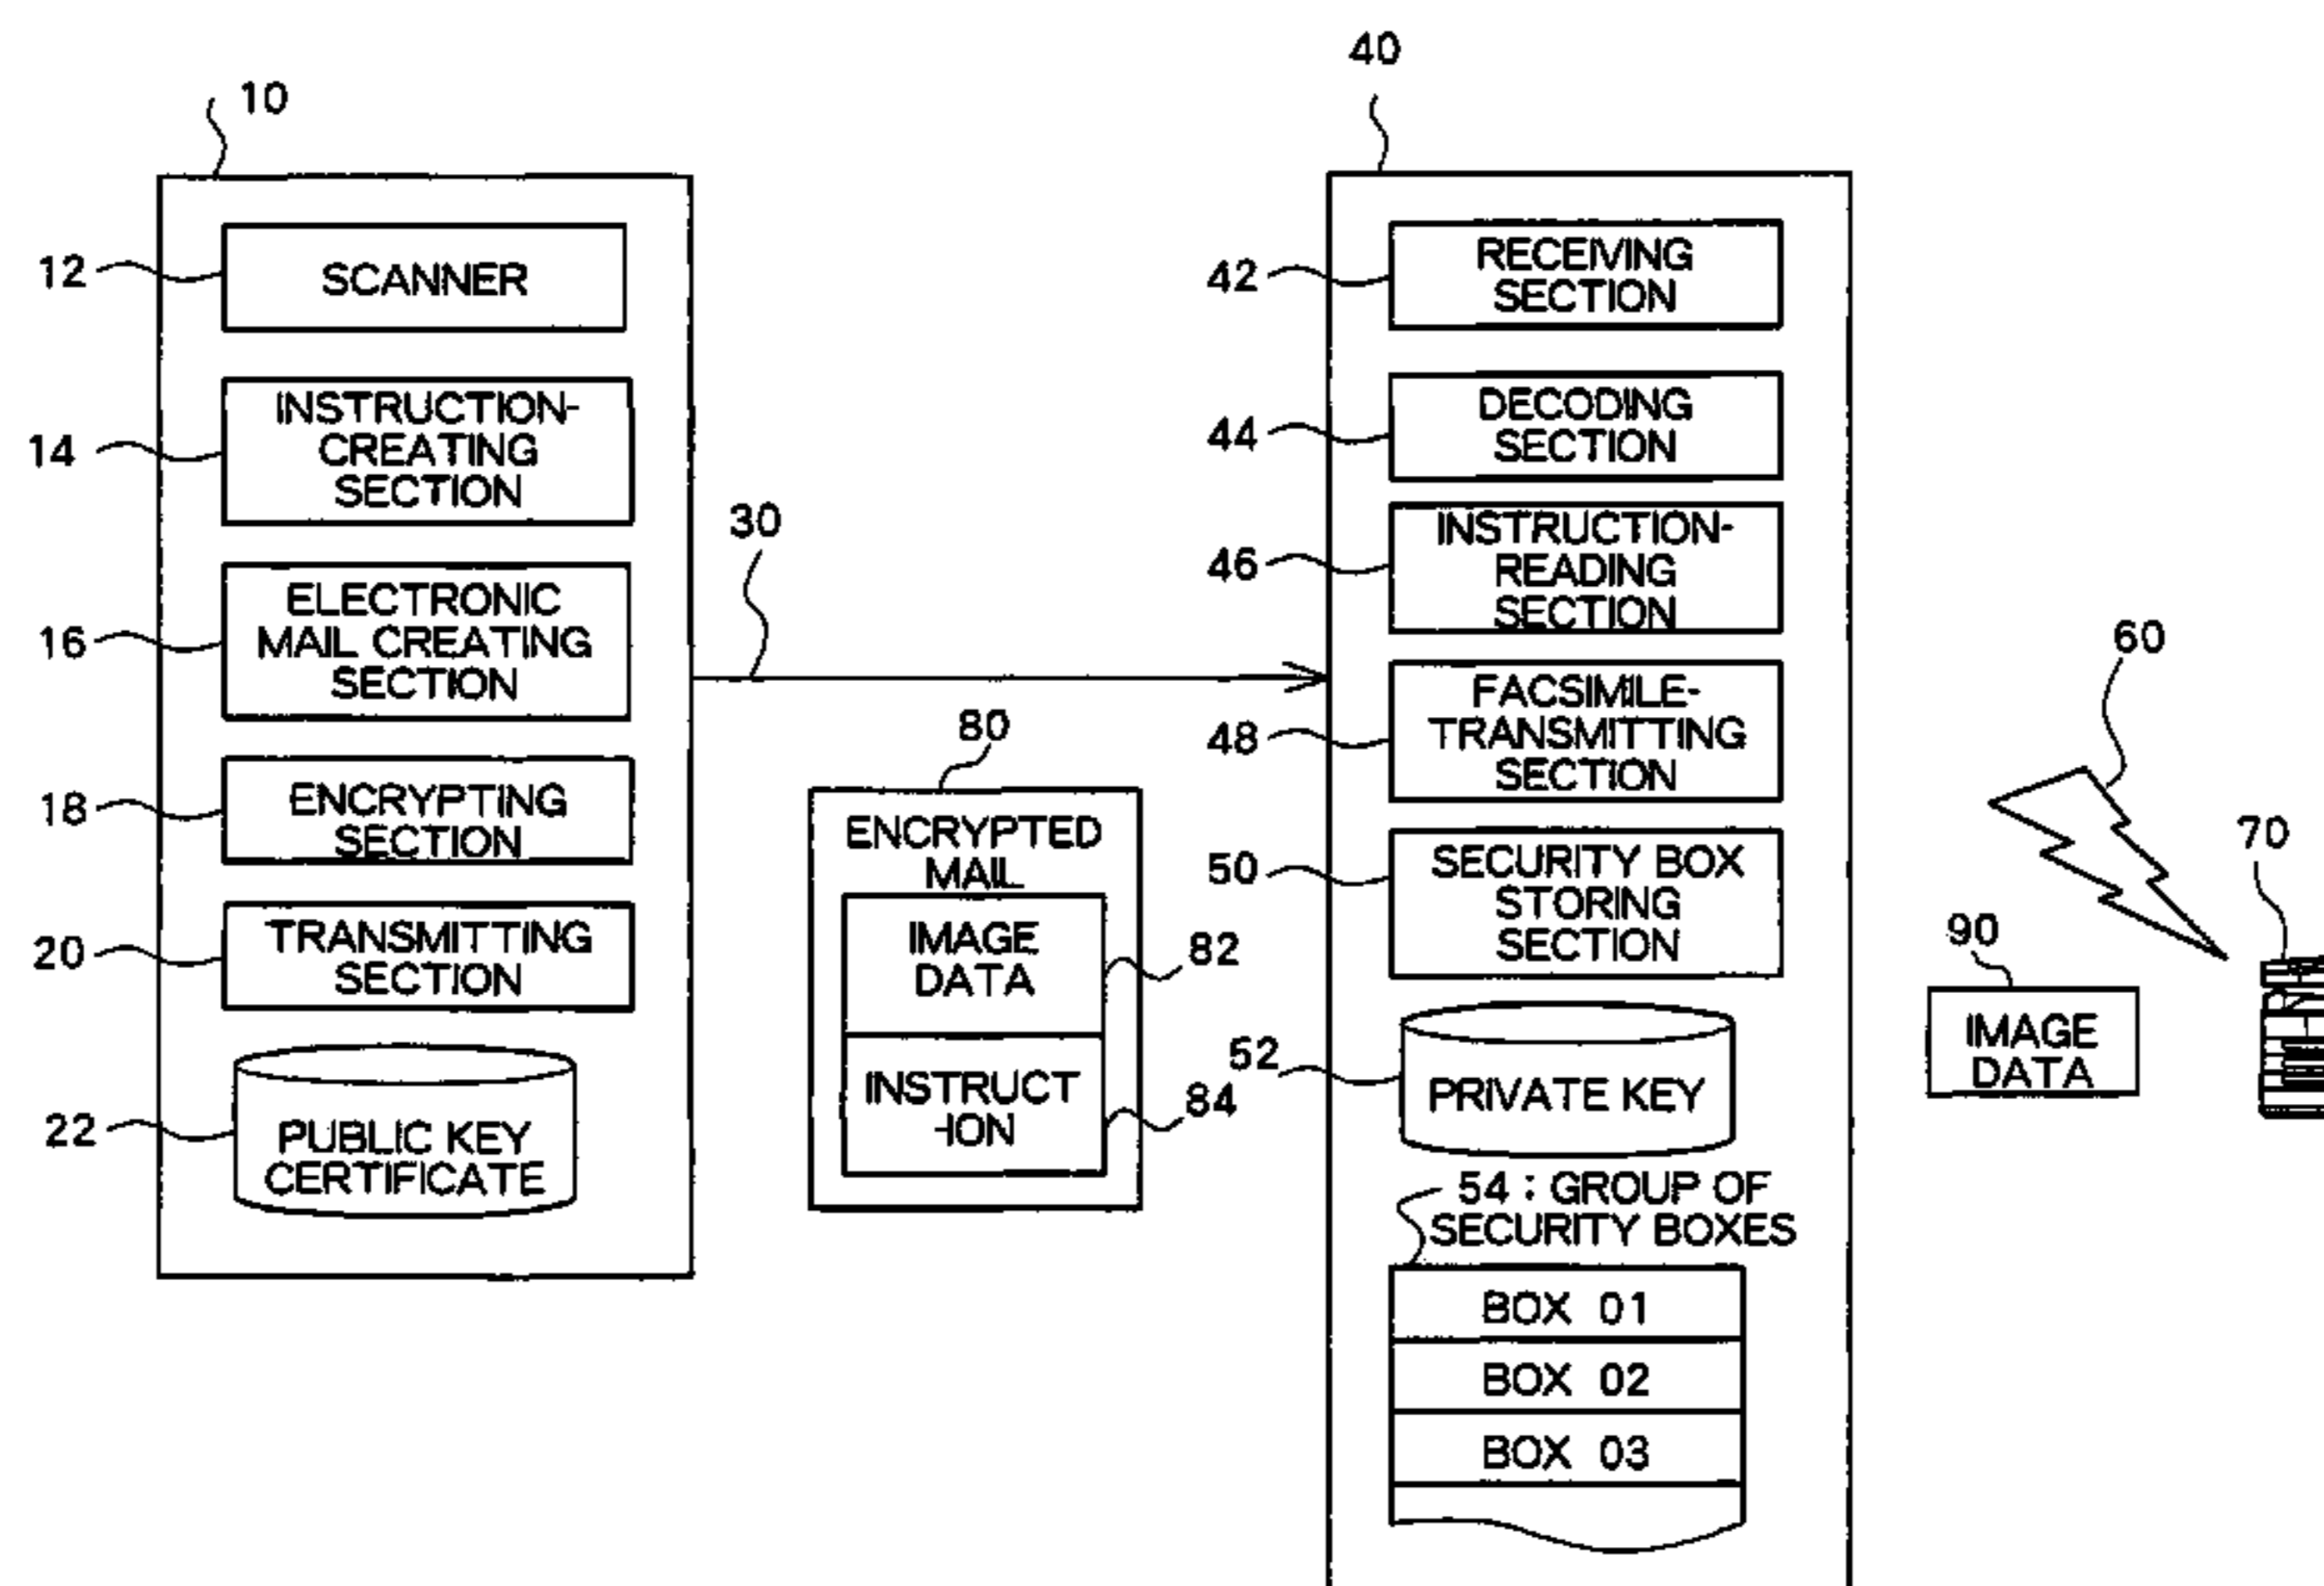 10
12
SCANNER
14
INSTRUCTION-
CREATING
SECTION
16
ELECTRONIC
MAIL CREATING
SECTION
18
ENCRYPTING
SECTION
20
TRANSMITTING
SECTION
22
PUBLIC KEY
CERTIFICATE
30
80
ENCRYPTED
MAIL
IMAGE
DATA
82
INSTRUCT
-ION
84
40
42
RECEIVING
SECTION
44
DECODING
SECTION
46
INSTRUCTION-
READING
SECTION
48
FACSIMILE-
TRANSMITTING
SECTION
50
SECURITY BOX
STORING
SECTION
52
PRIVATE KEY
54 : GROUP OF
SECURITY BOXES
BOX 01
BOX 02
BOX 03
60
70
90
IMAGE
DATA